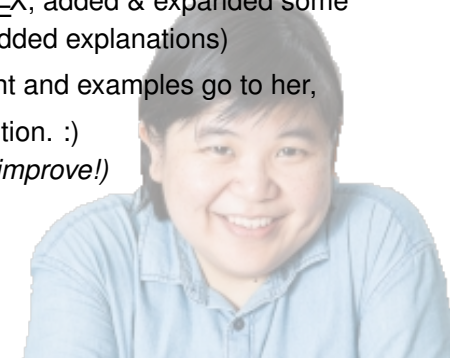 X, added & expanded some
dded explanations)
nt and examples go to her,
tion. :)
improve!)